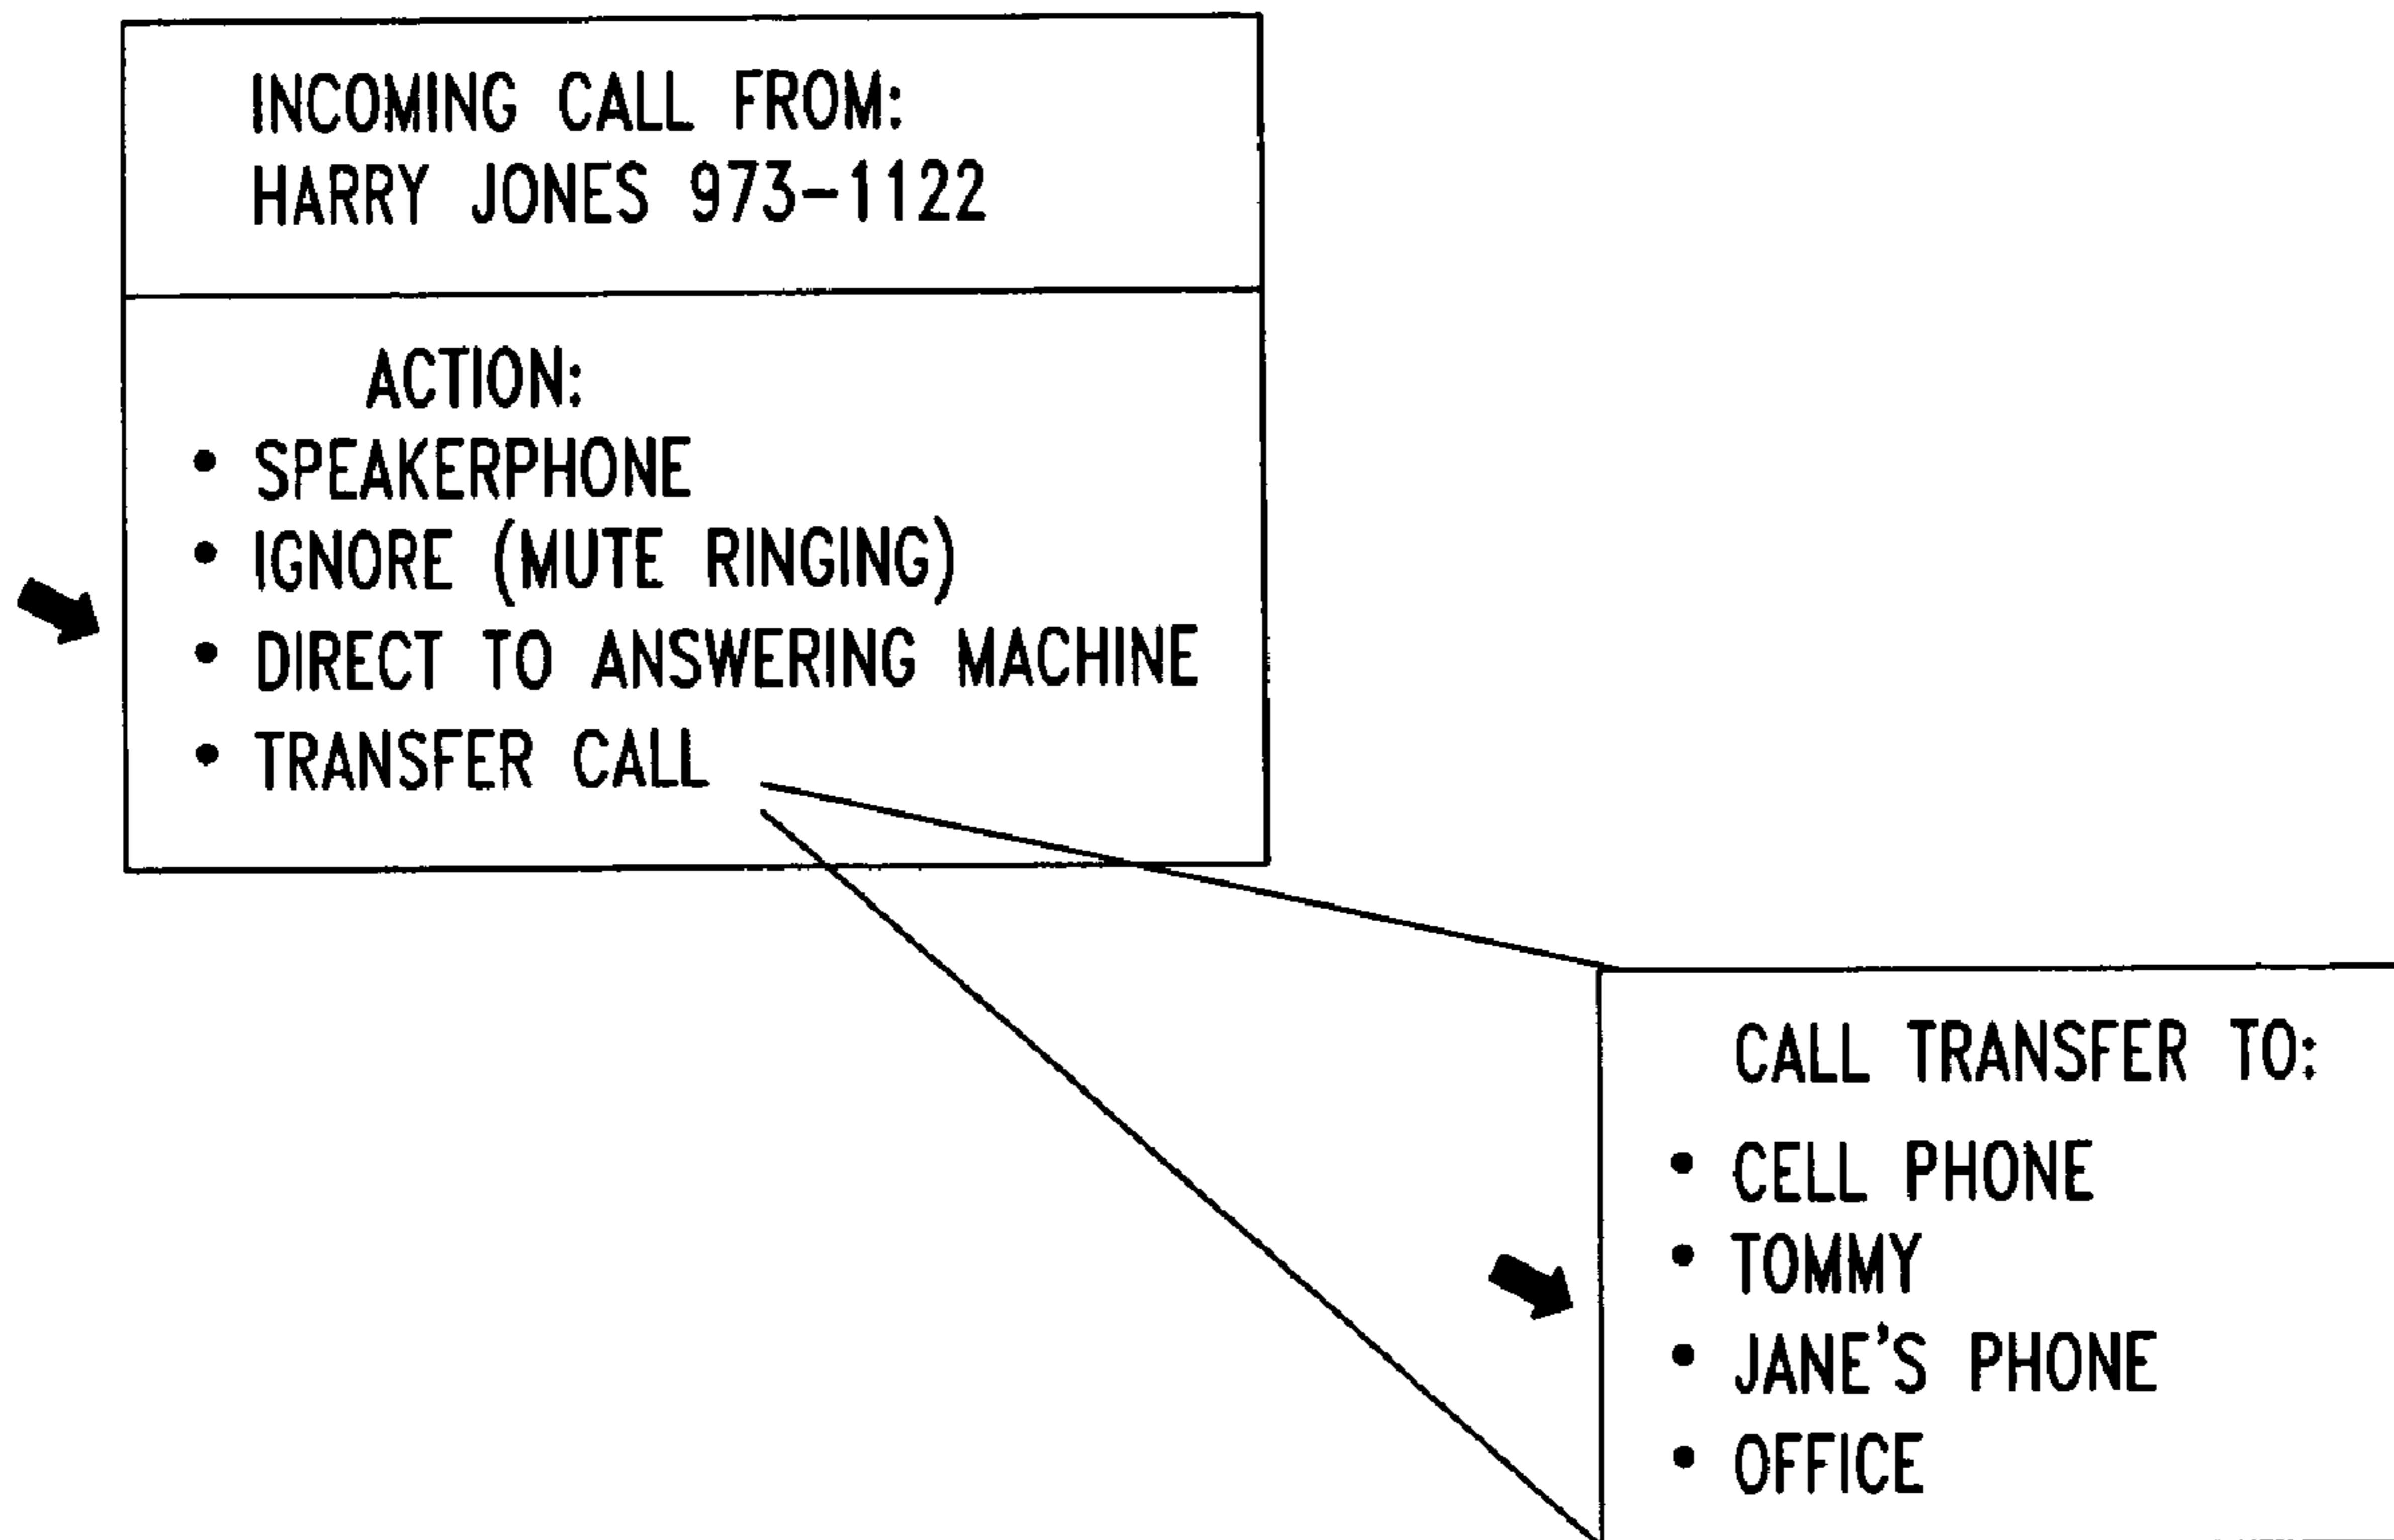 INCOMING CALL FROM:
HARRY JONES 973-1122
ACTION:
• SPEAKERPHONE
• IGNORE (MUTE RINGING)
• DIRECT TO ANSWERING MACHINE
• TRANSFER CALL
CALL TRANSFER TO:
• CELL PHONE
• TOMMY
• JANE'S PHONE
• OFFICE